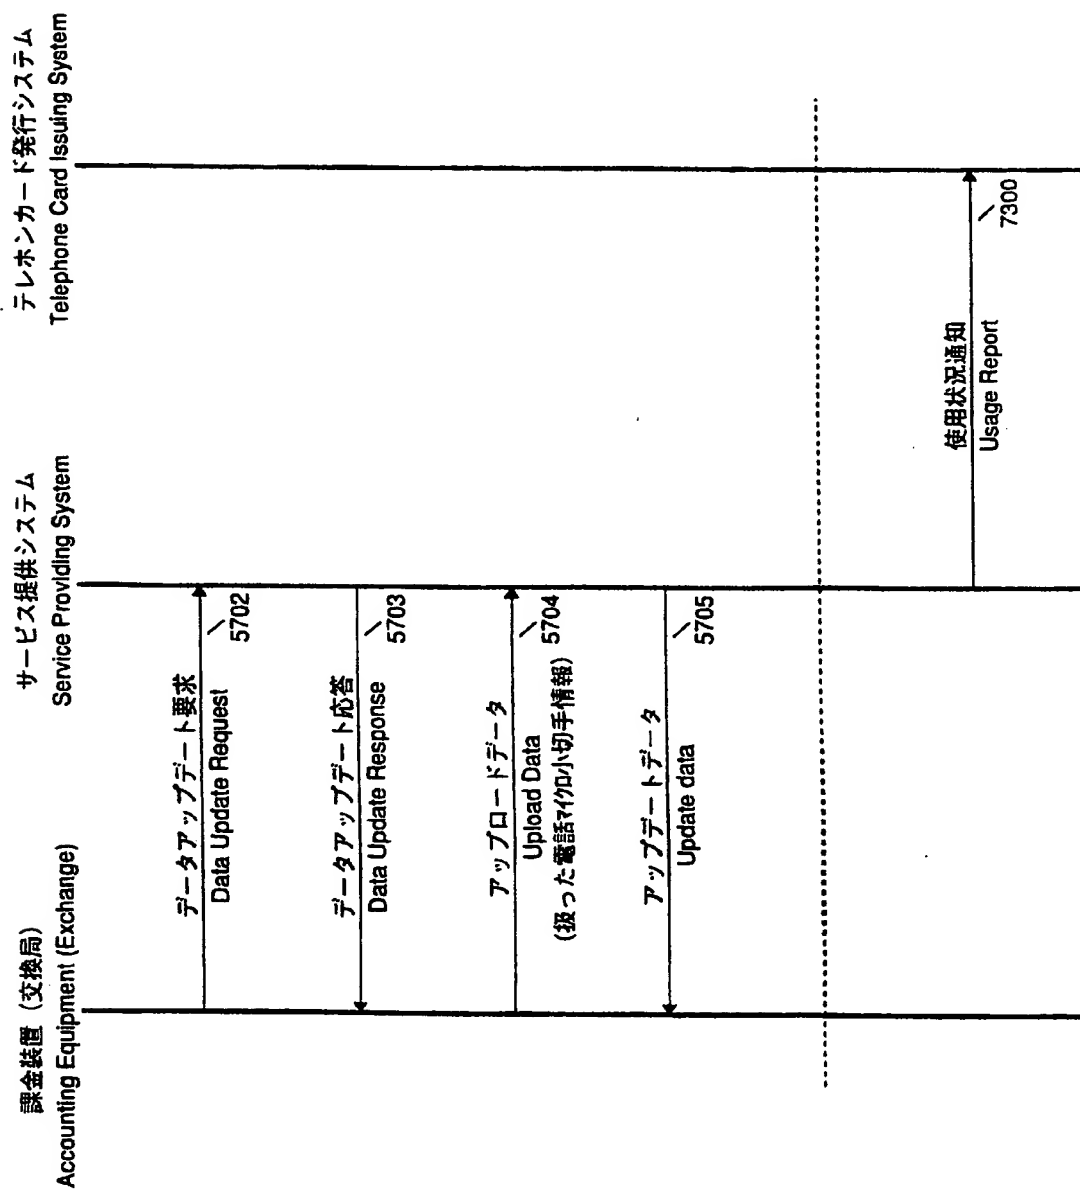 課金装置（交換局）
Accounting Equipment (Exchange)
サービス提供システム
Service Providing System
テレホンカード発行システム
Telephone Card Issuing System
データアップデート要求
Data Update Request
5702
データアップデート応答
Data Update Response
5703
アップロードデータ
Upload Data
(扱った電話ﾏｲｸﾛ小切手情報)
5704
アップデートデータ
Update data
5705
使用状況通知
Usage Report
7300